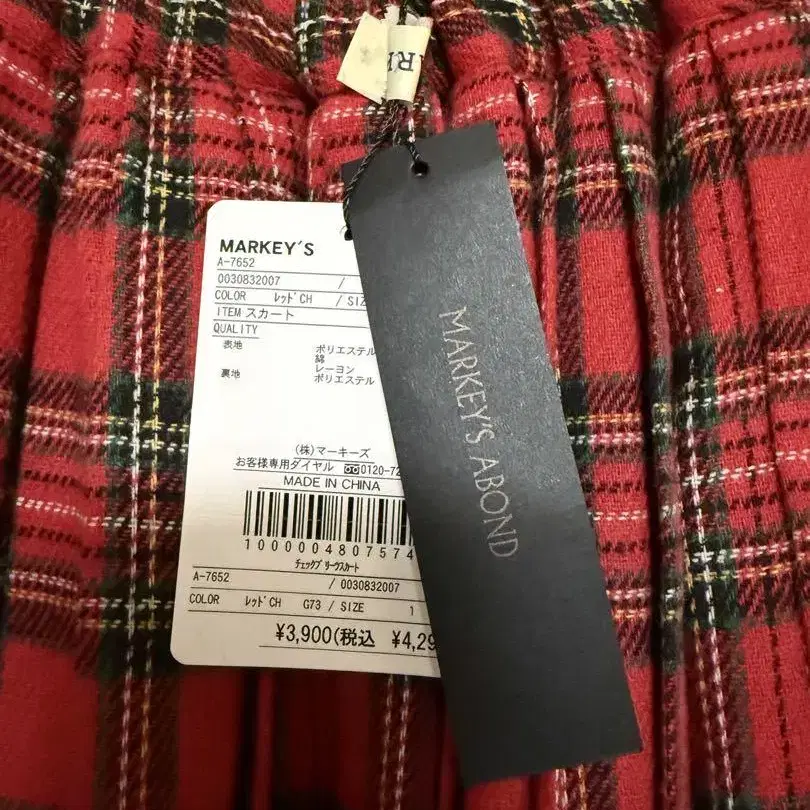 MARKEY'S
A-7652
0030832007 /
COLOR レッド CH / SIZ
ITEM スカート
QUALITY
表地 ポリエステル
綿
レーヨン
裏地 ポリエステル
(株)マーキーズ
お客様専用ダイヤル 0120-72
MADE IN CHINA
1000004807574
チェックプリーツスカート
A-7652 / 0030832007
COLOR レッド CH G73 / SIZE 1
¥3,900(税込 ¥4,29
MARKEY'S ABOND